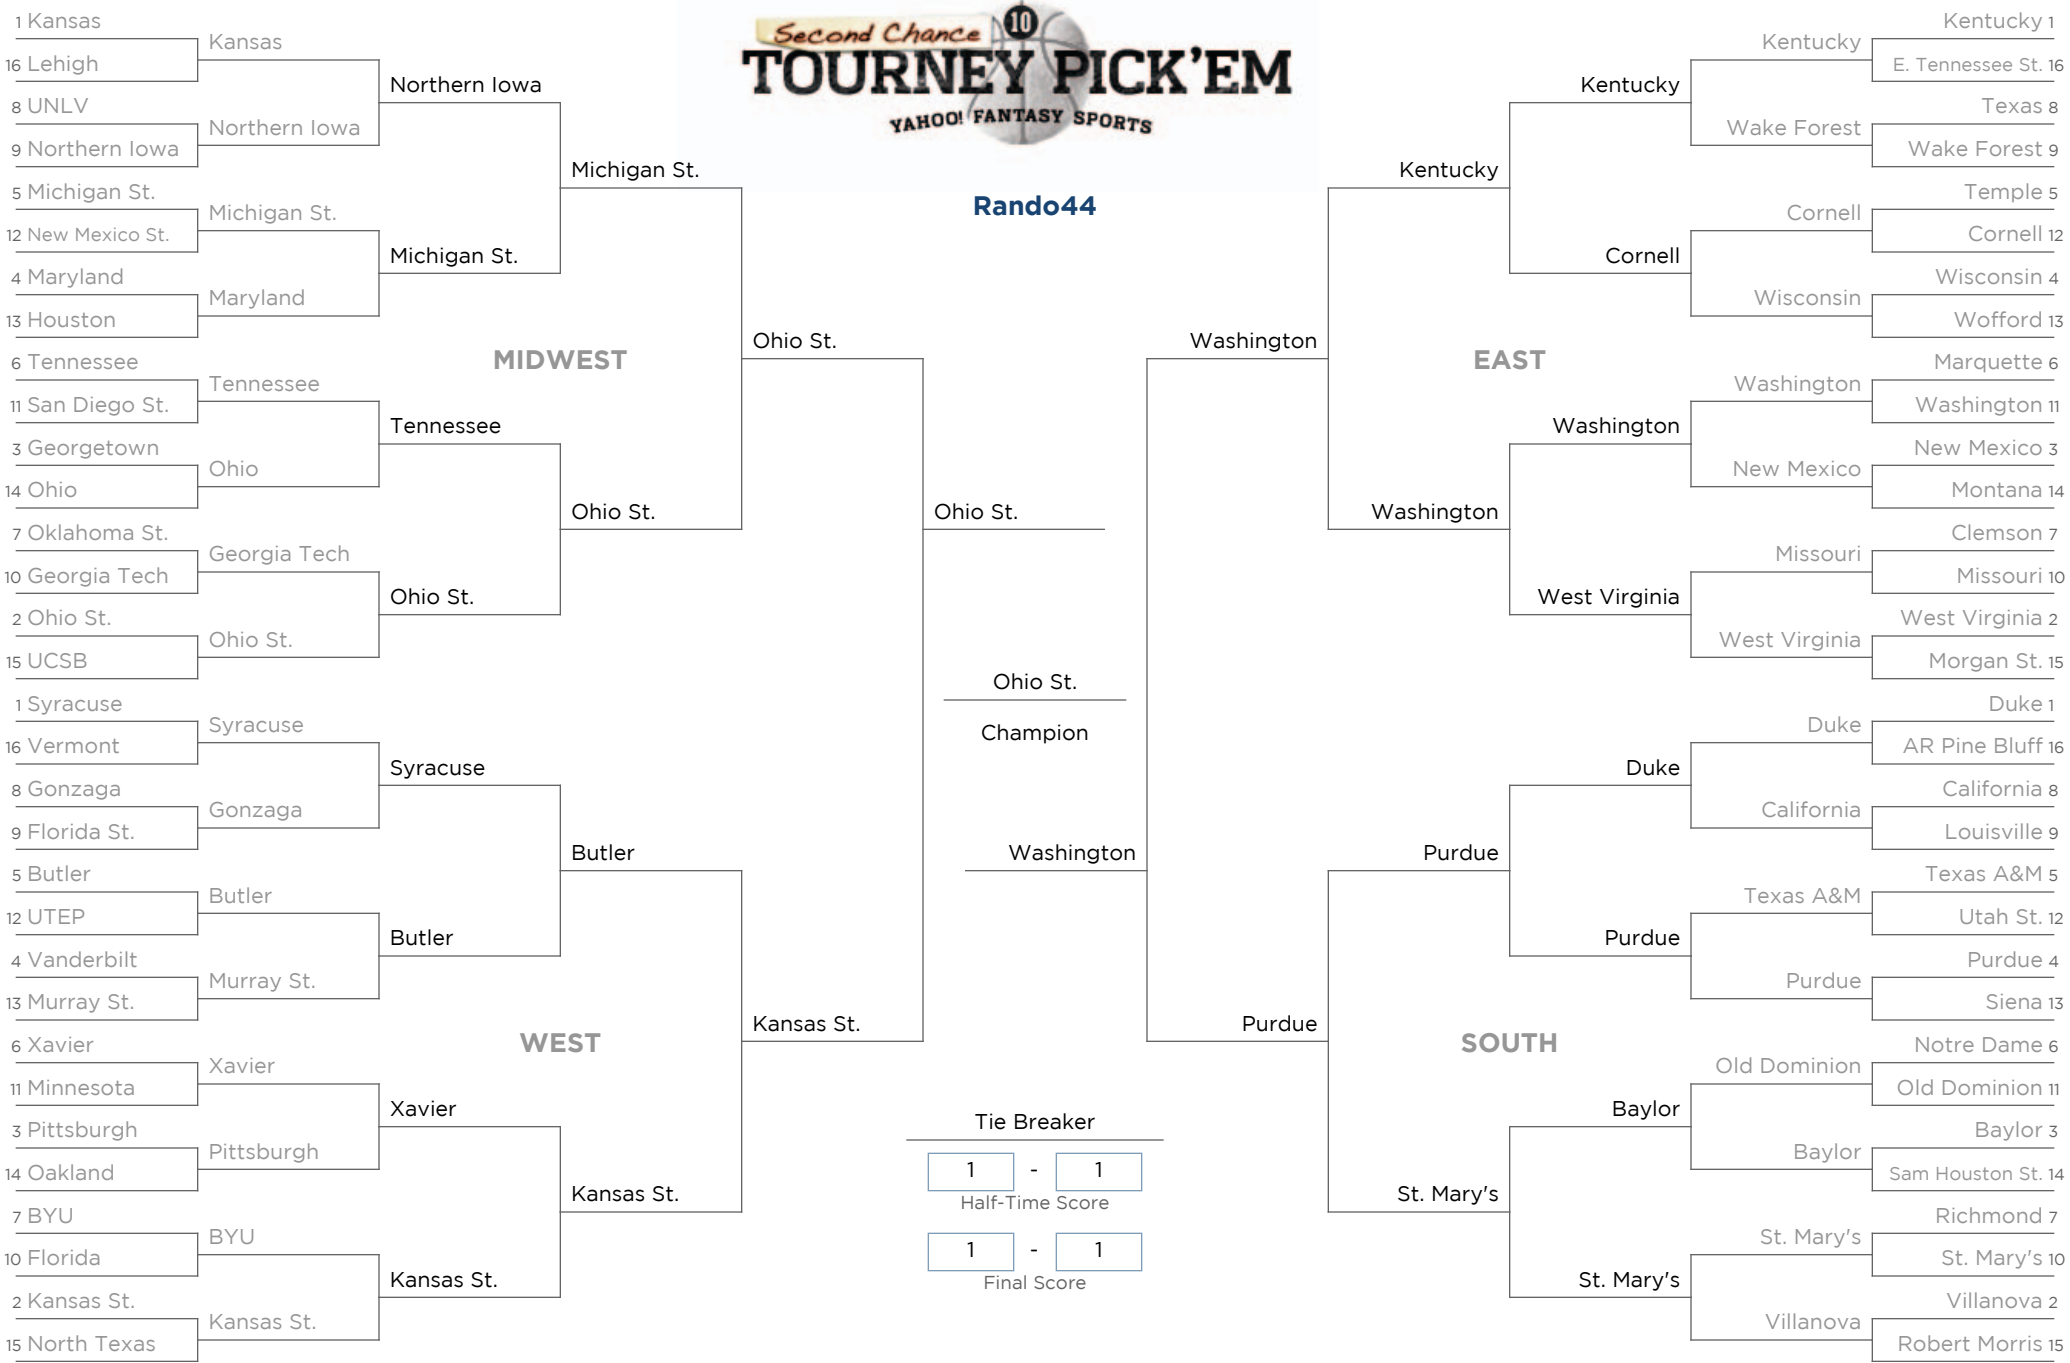 Second Chance 10
TOURNEY PICK'EM
YAHOO! FANTASY SPORTS
Rando44
1 Kansas
16 Lehigh
8 UNLV
9 Northern Iowa
5 Michigan St.
12 New Mexico St.
4 Maryland
13 Houston
6 Tennessee
11 San Diego St.
3 Georgetown
14 Ohio
7 Oklahoma St.
10 Georgia Tech
2 Ohio St.
15 UCSB
Kansas
Northern Iowa
Michigan St.
Maryland
Tennessee
Ohio
Georgia Tech
Ohio St.
Northern Iowa
Michigan St.
Tennessee
Ohio St.
Michigan St.
Ohio St.
MIDWEST
Ohio St.
1 Syracuse
16 Vermont
8 Gonzaga
9 Florida St.
5 Butler
12 UTEP
4 Vanderbilt
13 Murray St.
6 Xavier
11 Minnesota
3 Pittsburgh
14 Oakland
7 BYU
10 Florida
2 Kansas St.
15 North Texas
Syracuse
Gonzaga
Butler
Murray St.
Xavier
Pittsburgh
BYU
Kansas St.
Syracuse
Butler
Xavier
Kansas St.
Butler
Kansas St.
WEST
Kansas St.
Ohio St.
Ohio St.
Champion
Washington
Kentucky 1
E. Tennessee St. 16
Texas 8
Wake Forest 9
Temple 5
Cornell 12
Wisconsin 4
Wofford 13
Marquette 6
Washington 11
New Mexico 3
Montana 14
Clemson 7
Missouri 10
West Virginia 2
Morgan St. 15
Kentucky
Wake Forest
Cornell
Wisconsin
Washington
New Mexico
Missouri
West Virginia
Kentucky
Cornell
Washington
West Virginia
Kentucky
Washington
EAST
Washington
Duke 1
AR Pine Bluff 16
California 8
Louisville 9
Texas A&M 5
Utah St. 12
Purdue 4
Siena 13
Notre Dame 6
Old Dominion 11
Baylor 3
Sam Houston St. 14
Richmond 7
St. Mary's 10
Villanova 2
Robert Morris 15
Duke
California
Texas A&M
Purdue
Old Dominion
Baylor
St. Mary's
Villanova
Duke
Purdue
Baylor
St. Mary's
Purdue
St. Mary's
SOUTH
Purdue
Tie Breaker
1 - 1
Half-Time Score
1 - 1
Final Score